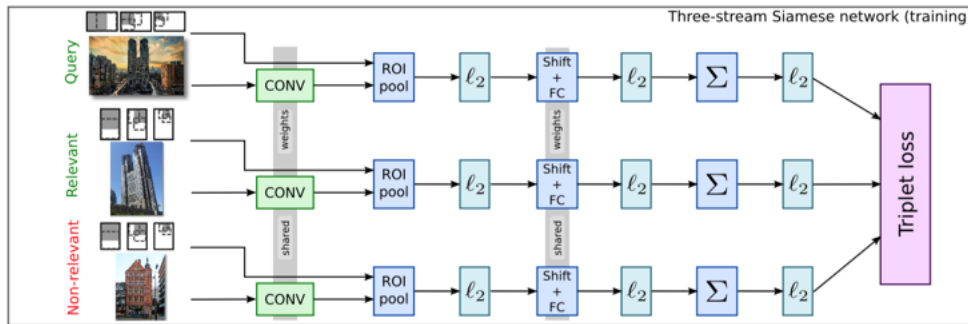 Three-stream Siamese network (training
Query
CONV
ROI
pool
ℓ2
Shift
+
FC
ℓ2
Σ
ℓ2
weights
weights
Relevant
CONV
ROI
pool
ℓ2
Shift
+
FC
ℓ2
Σ
ℓ2
Triplet loss
shared
shared
Non-relevant
CONV
ROI
pool
ℓ2
Shift
+
FC
ℓ2
Σ
ℓ2